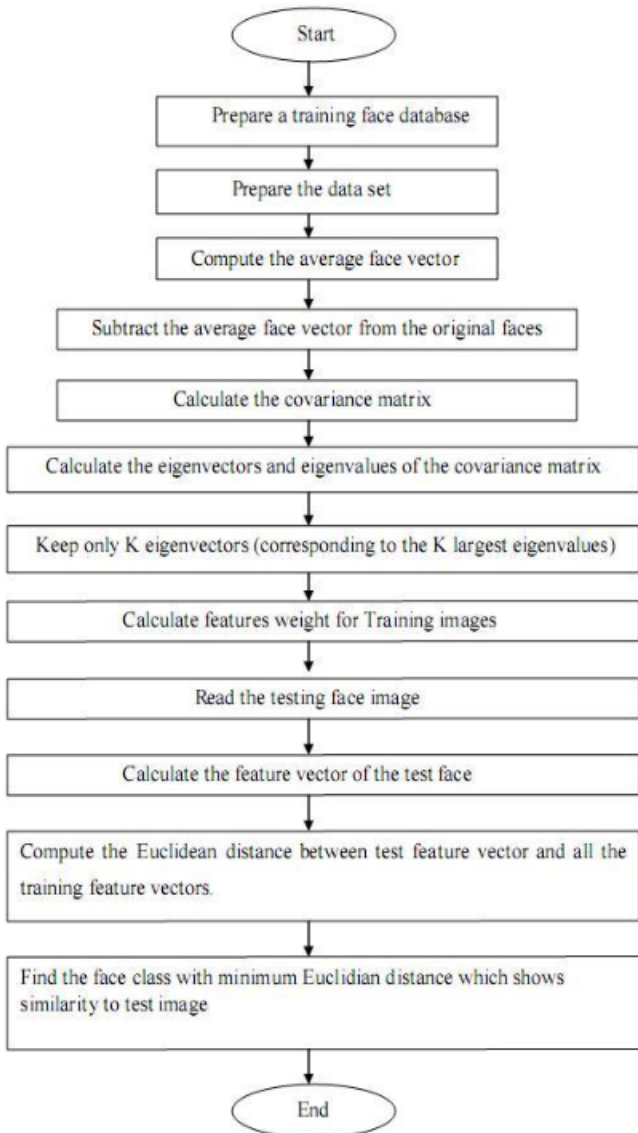 Start
Prepare a training face database
Prepare the data set
Compute the average face vector
Subtract the average face vector from the original faces
Calculate the covariance matrix
Calculate the eigenvectors and eigenvalues of the covariance matrix
Keep only K eigenvectors (corresponding to the K largest eigenvalues)
Calculate features weight for Training images
Read the testing face image
Calculate the feature vector of the test face
Compute the Euclidean distance between test feature vector and all the
training feature vectors.
Find the face class with minimum Euclidian distance which shows
similarity to test image
End